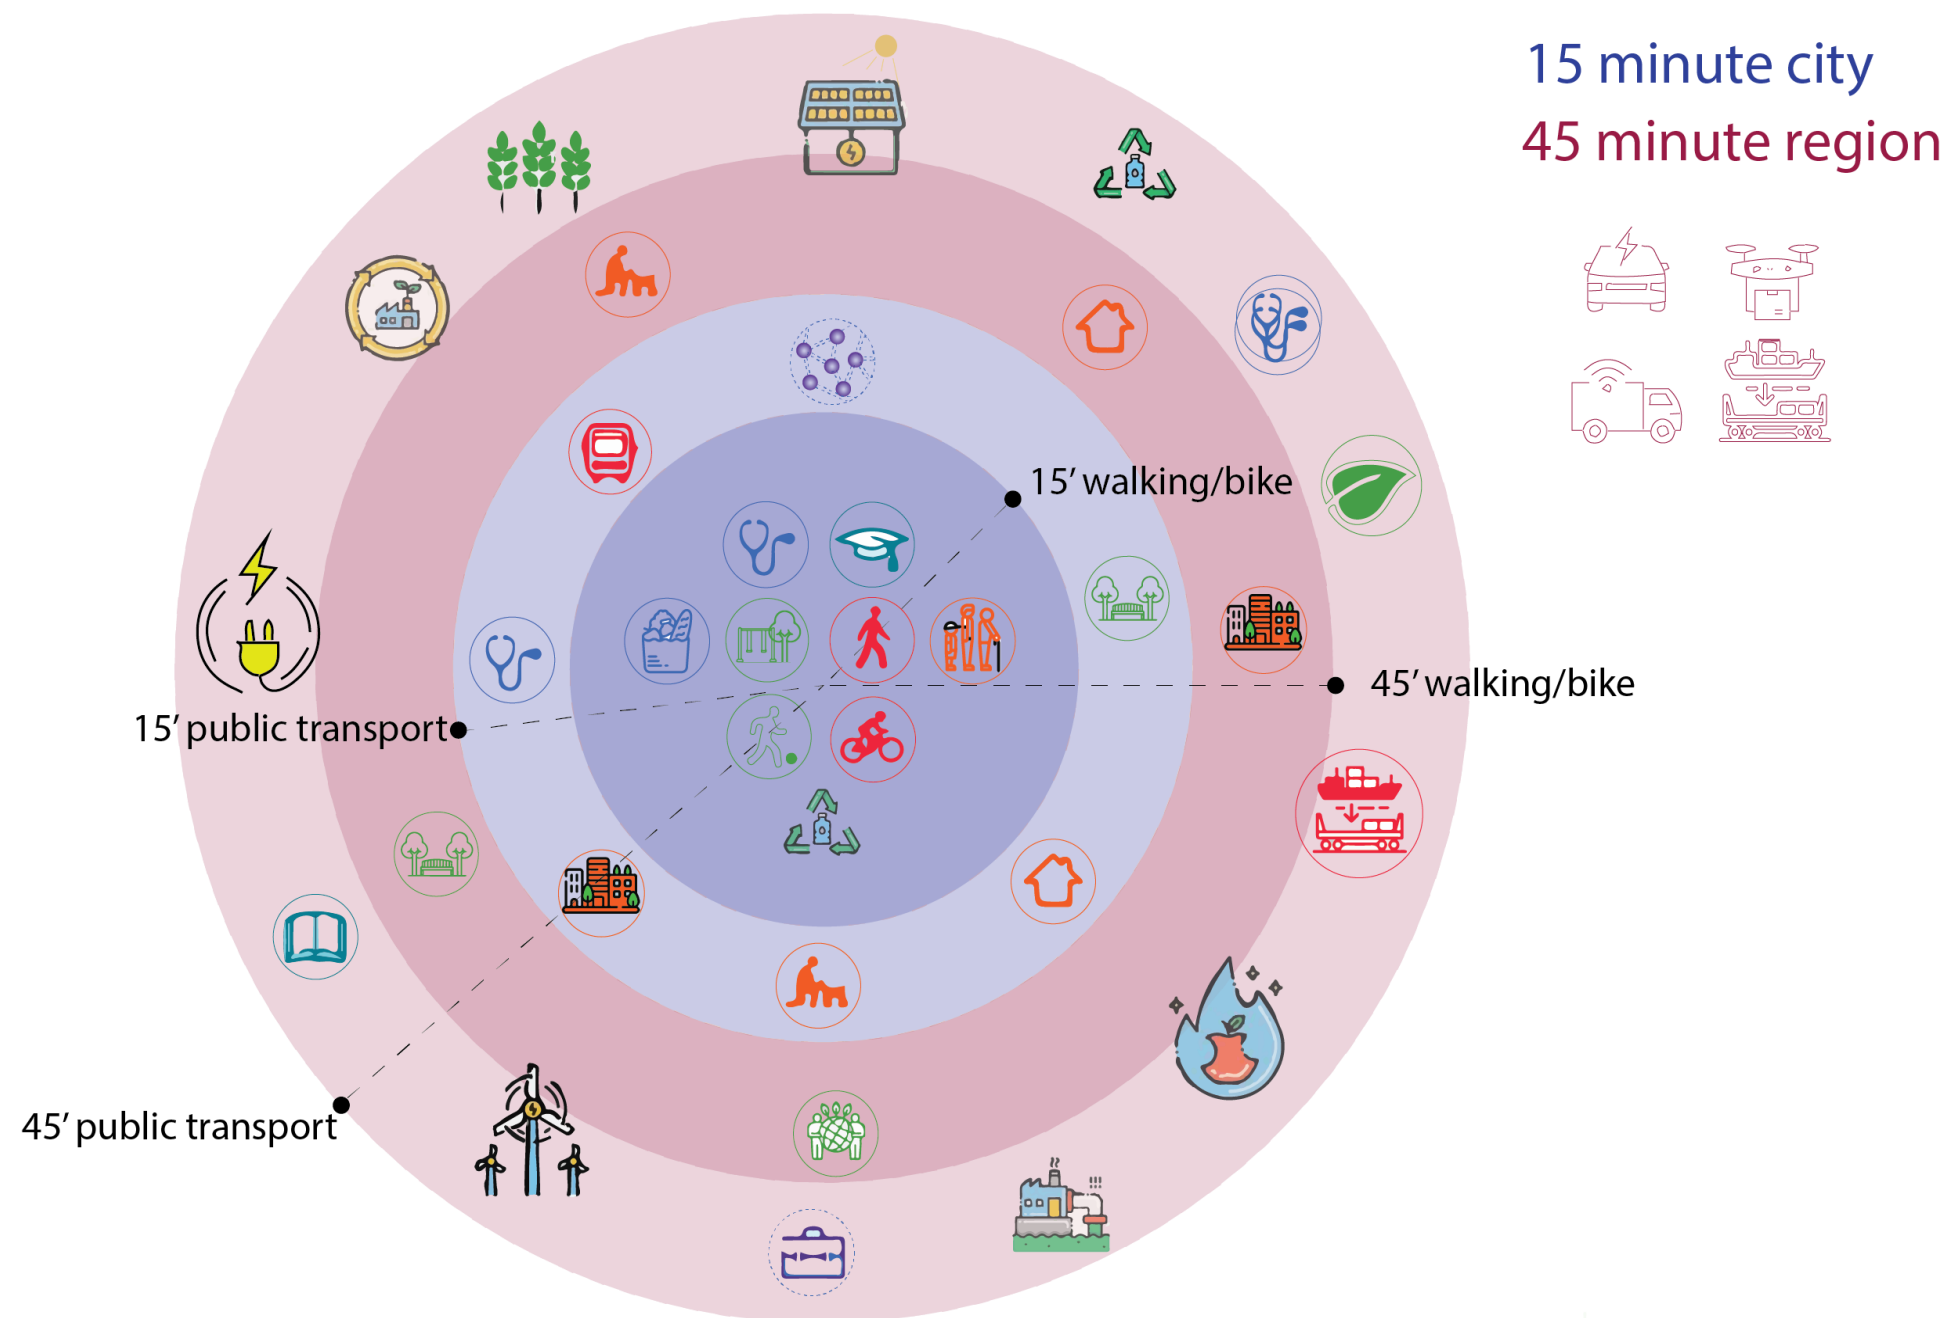 15 minute city
45 minute region
15’ walking/bike
45’ walking/bike
15’ public transport
45’ public transport